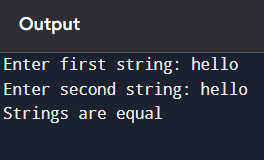 Output
Enter first string: hello
Enter second string: hello
Strings are equal